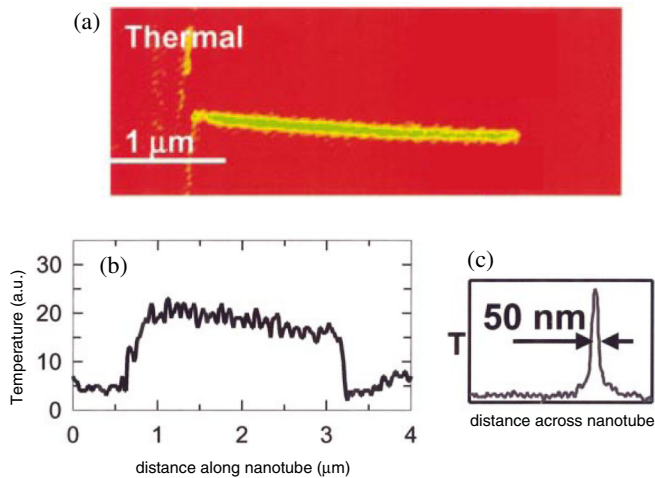 (a)
Thermal
1 μm
(b)
Temperature (a.u.)
30
20
10
0
0 1 2 3 4
distance along nanotube (μm)
(c)
T
50 nm
distance across nanotube